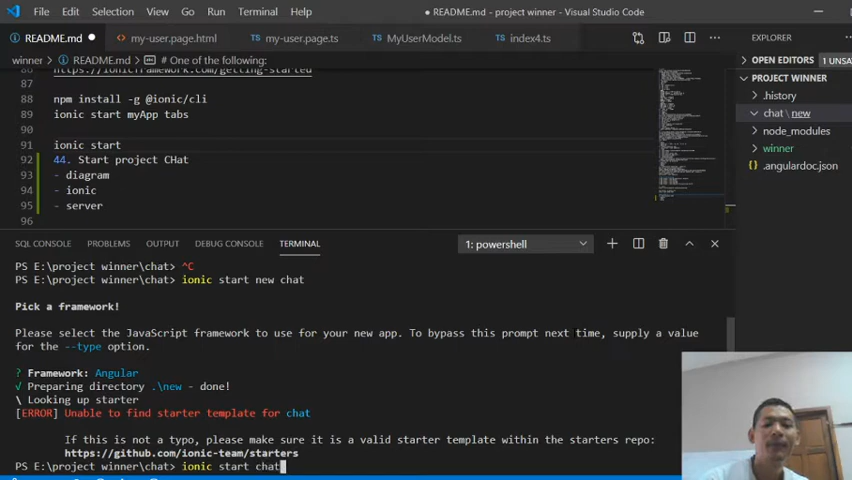 File Edit Selection View Go Run Terminal Help
README.md - project winner - Visual Studio Code
README.md my-user.page.html my-user.page.ts MyUserModel.ts index4.ts
EXPLORER
winner > README.md > # One of the following:
OPEN EDITORS 1 UNSA
PROJECT WINNER
.history
chat \ new
node_modules
winner
.angulardoc.json
86 https://ionicframework.com/getting-started
87
88 npm install -g @ionic/cli
89 ionic start myApp tabs
90
91 ionic start
92 44. Start project CHat
93 - diagram
94 - ionic
95 - server
96
SQL CONSOLE PROBLEMS OUTPUT DEBUG CONSOLE TERMINAL 1: powershell
PS E:\project winner\chat> ^C
PS E:\project winner\chat> ionic start new chat
Pick a framework!
Please select the JavaScript framework to use for your new app. To bypass this prompt next time, supply a value
for the --type option.
? Framework: Angular
√ Preparing directory .\new - done!
\ Looking up starter
[ERROR] Unable to find starter template for chat
If this is not a typo, please make sure it is a valid starter template within the starters repo:
https://github.com/ionic-team/starters
PS E:\project winner\chat> ionic start chat